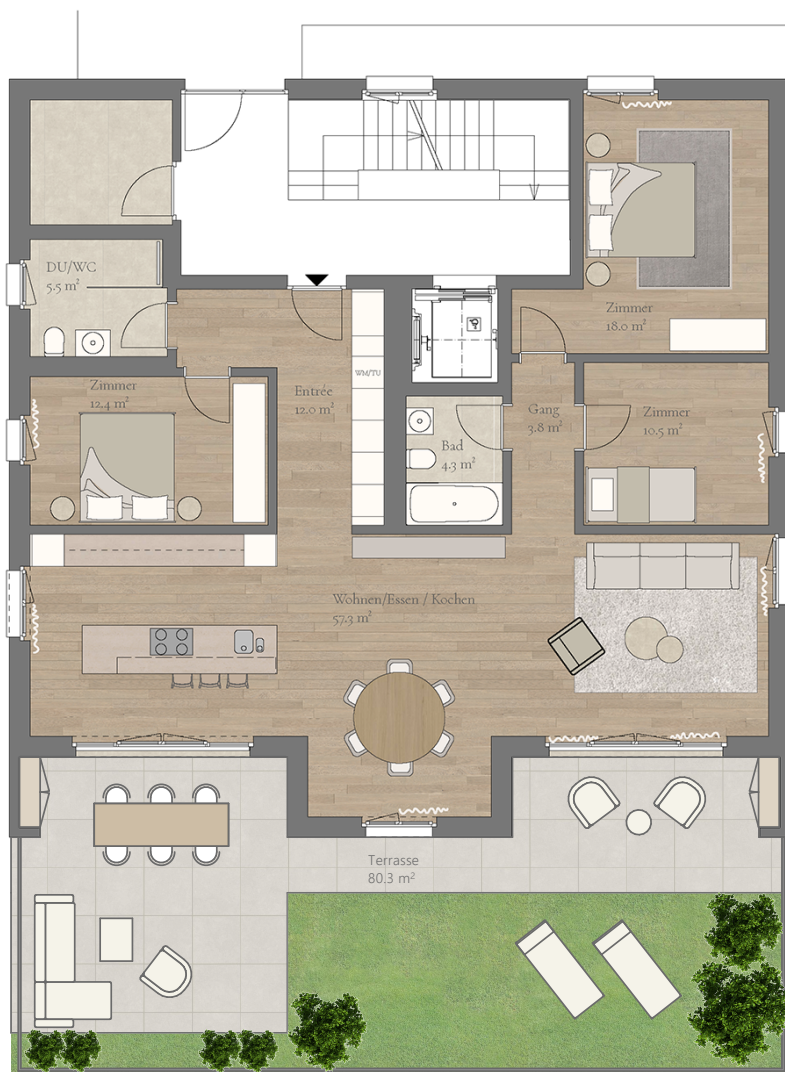 DU/WC
5.5 m²
Zimmer
18.0 m²
Zimmer
12.4 m²
WM/TU
Entrée
12.0 m²
Gang
3.8 m²
Zimmer
10.5 m²
Bad
4.3 m²
Wohnen/Essen / Kochen
57.3 m²
Terrasse
80.3 m²